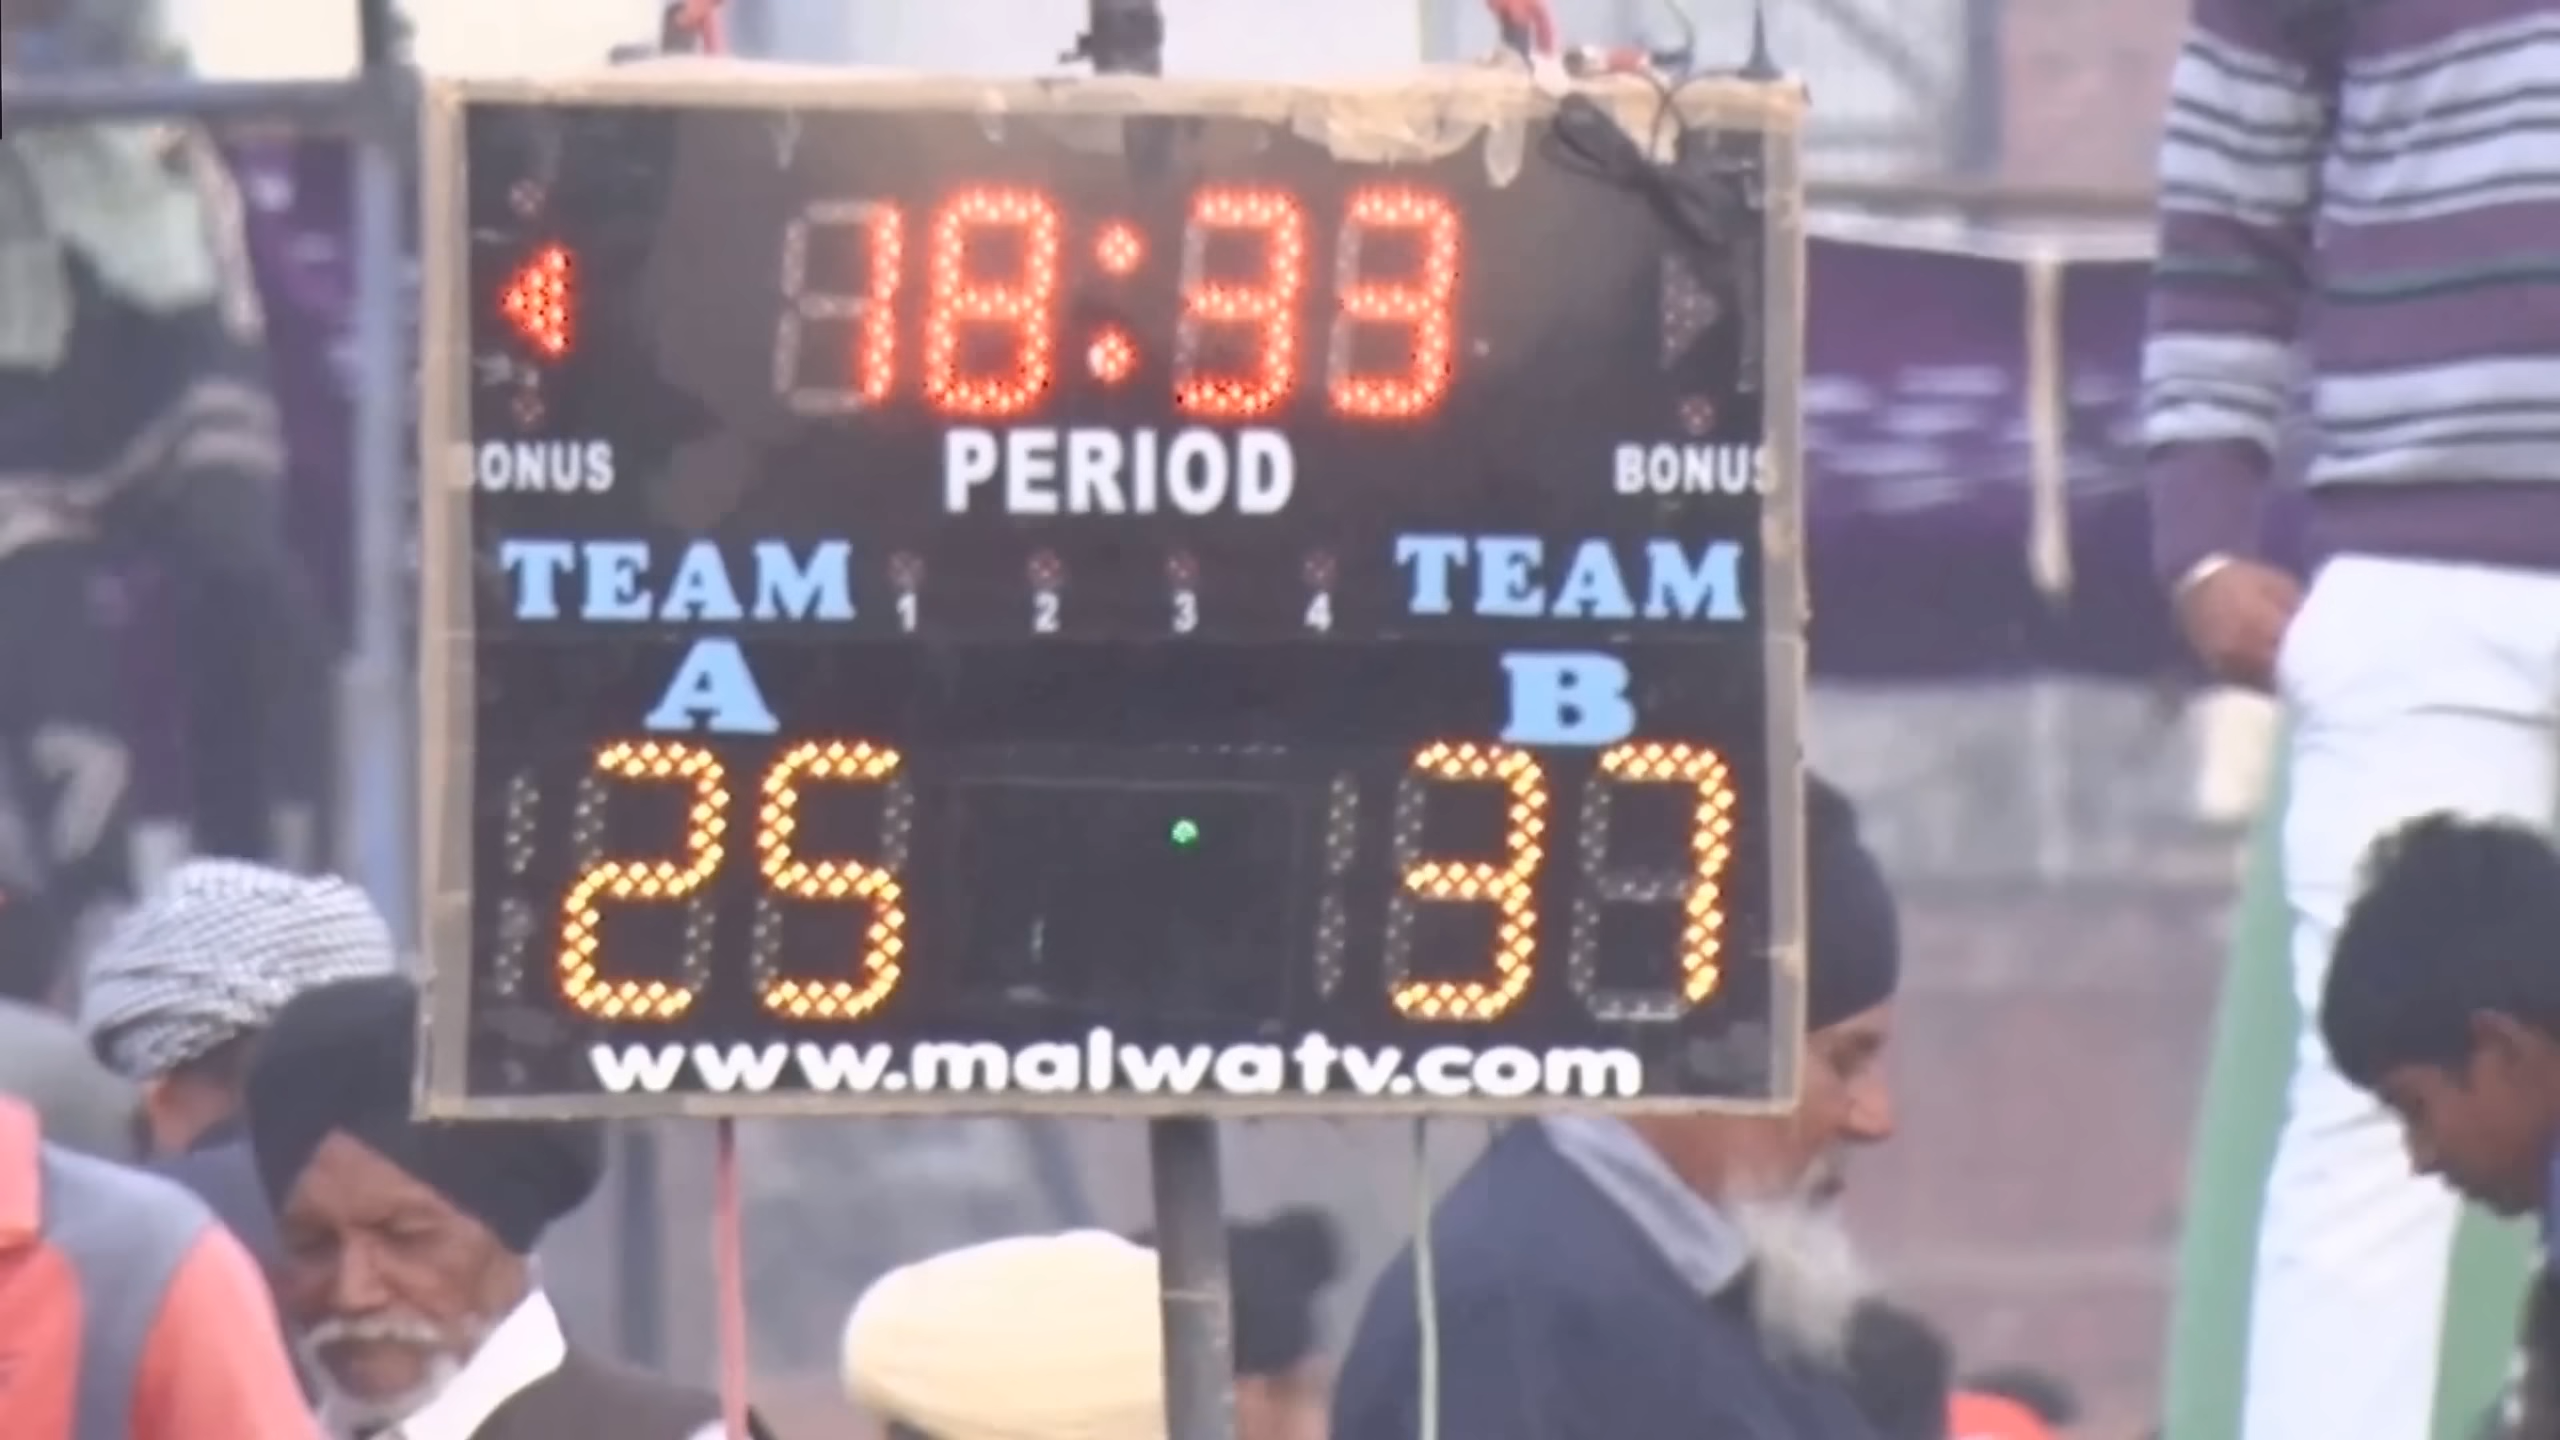 18:33
BONUS PERIOD BONUS
TEAM 1 2 3 4 TEAM
A B
25 37
www.malwatv.com